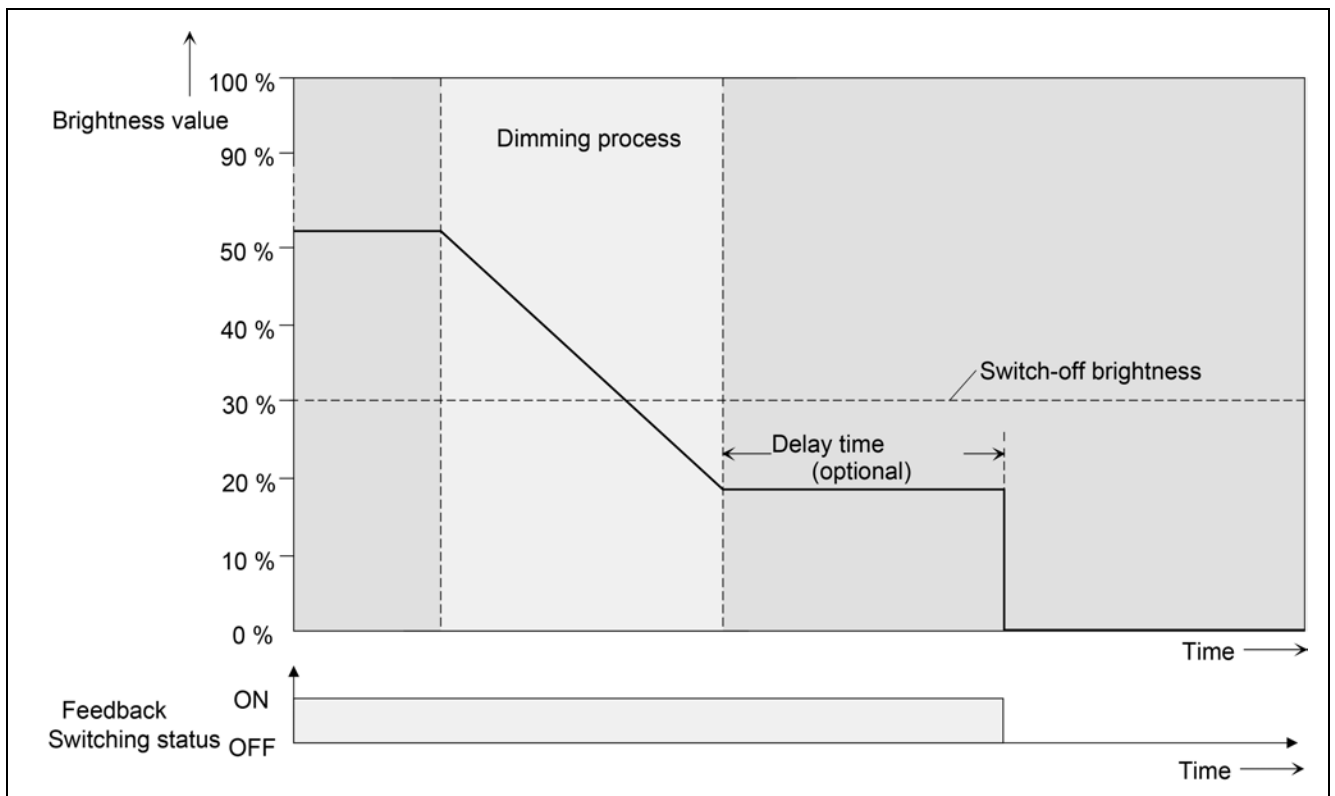 100 %
Brightness value
Dimming process
90 %
50 %
40 %
Switch-off brightness
30 %
Delay time
(optional)
20 %
10 %
0 %
Time
ON
Feedback
Switching status
OFF
Time